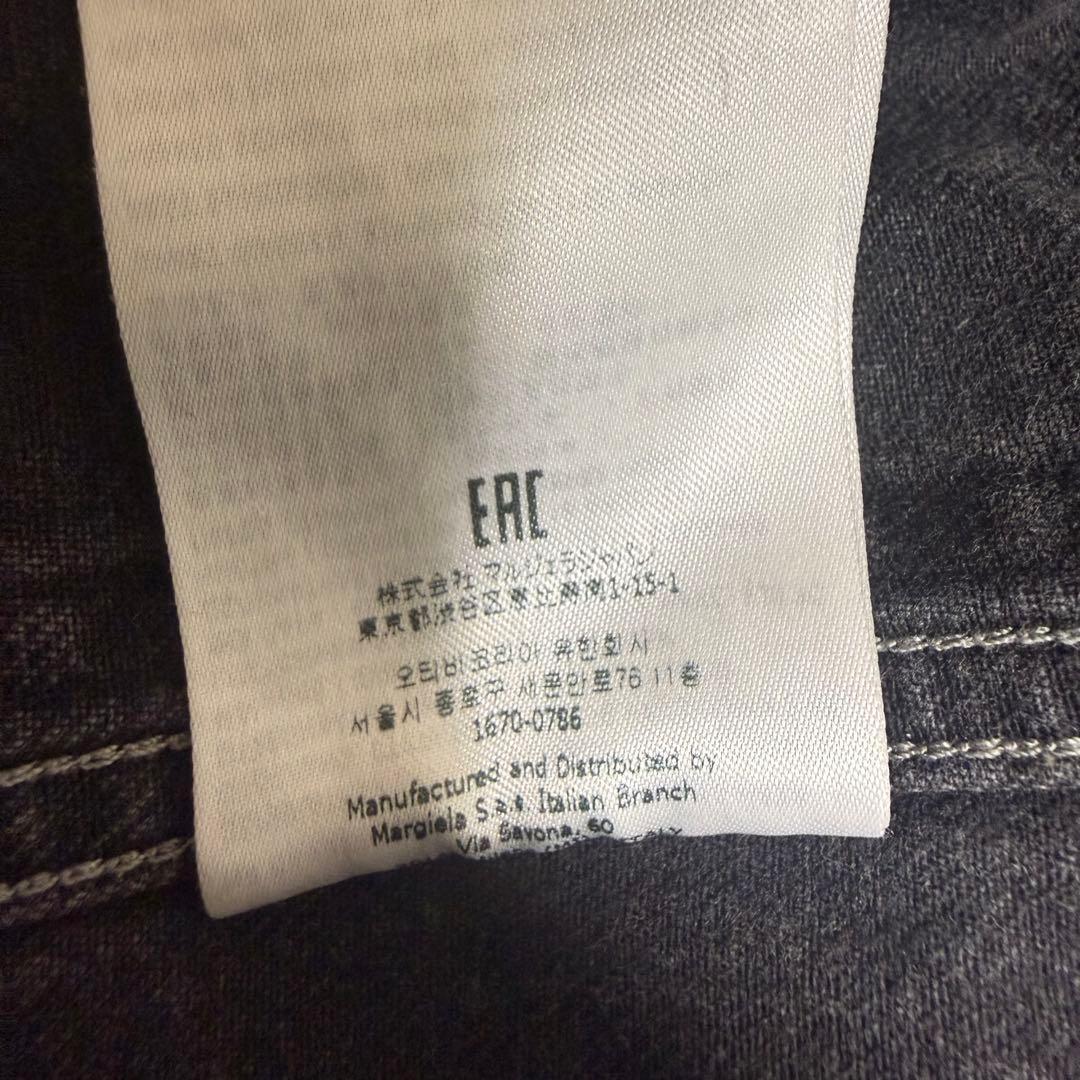 EAC
株式会社 マルジェラジャパン
東京都渋谷区恵比寿南1-15-1
오티비코리아 유한회사
서울시 종로구 새문안로76 11층
1670-0786
Manufactured and Distributed by
Margiela S.a.s. Italian Branch
Via Savona, 60